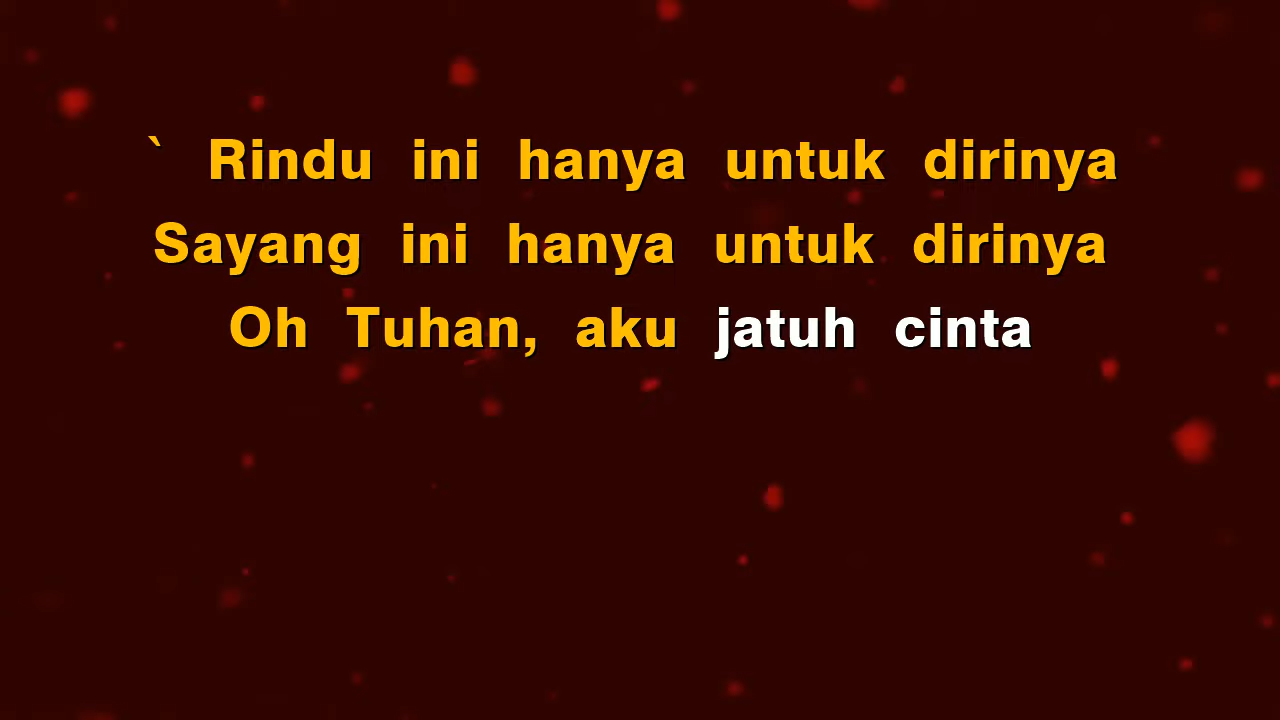 ` Rindu ini hanya untuk dirinya
Sayang ini hanya untuk dirinya
Oh Tuhan, aku jatuh cinta